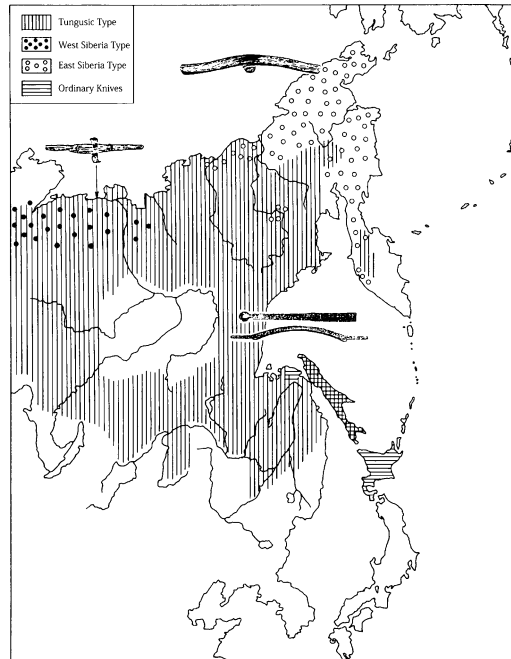 Tungusic Type
West Siberia Type
East Siberia Type
Ordinary Knives